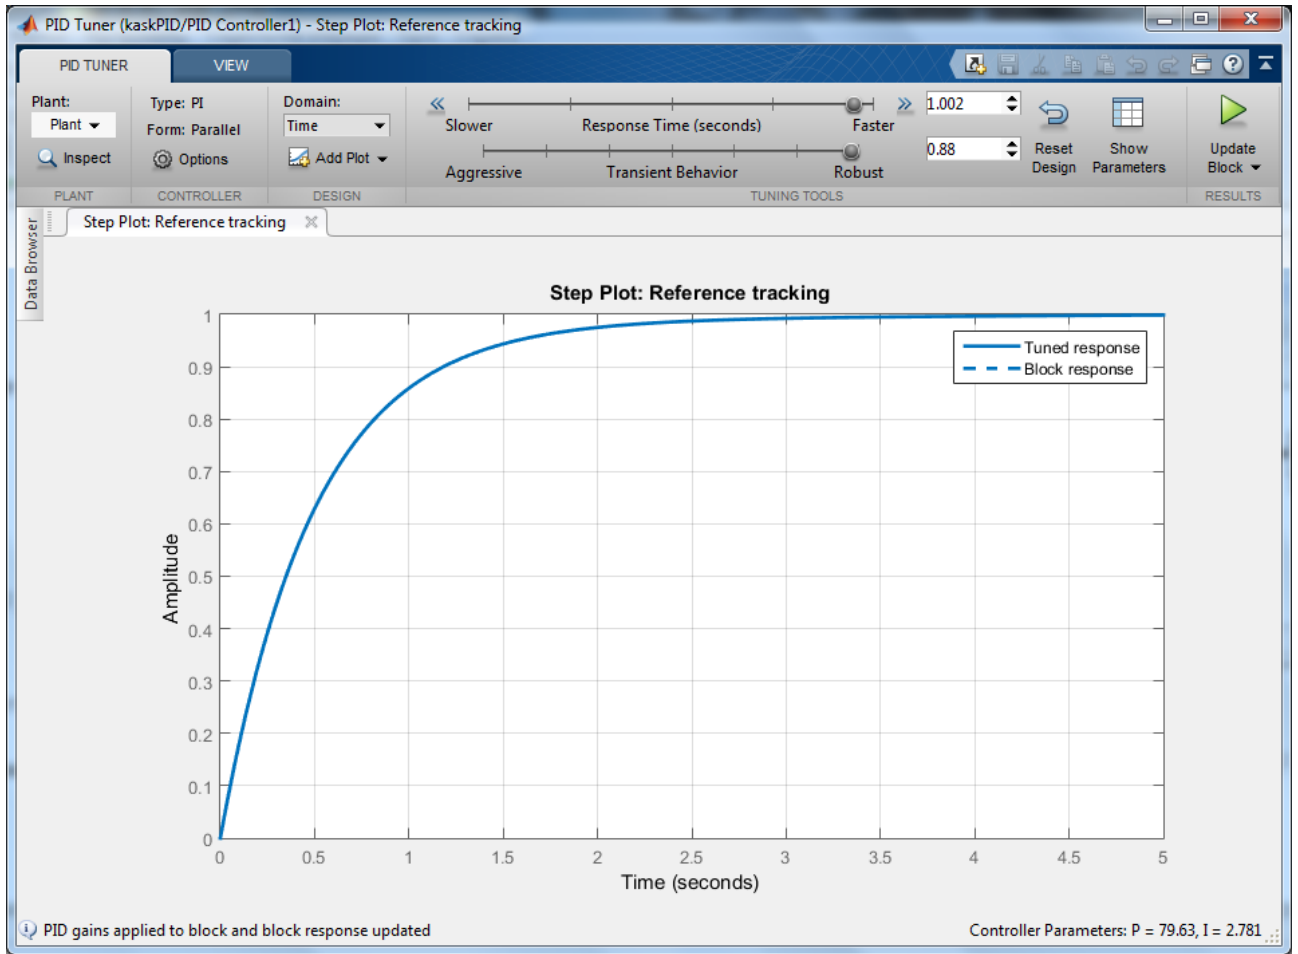 PID Tuner (kaskPID/PID Controller1) - Step Plot: Reference tracking
PID TUNER VIEW
Plant: Type: PI Domain: 1.002
Plant Form: Parallel Time Slower Response Time (seconds) Faster
Inspect Options Add Plot Aggressive Transient Behavior Robust 0.88 Reset Design Show Parameters Update Block
PLANT CONTROLLER DESIGN TUNING TOOLS RESULTS
Data Browser
Step Plot: Reference tracking
Step Plot: Reference tracking
Amplitude
1
0.9
0.8
0.7
0.6
0.5
0.4
0.3
0.2
0.1
0
Tuned response
Block response
0 0.5 1 1.5 2 2.5 3 3.5 4 4.5 5
Time (seconds)
PID gains applied to block and block response updated
Controller Parameters: P = 79.63, I = 2.781